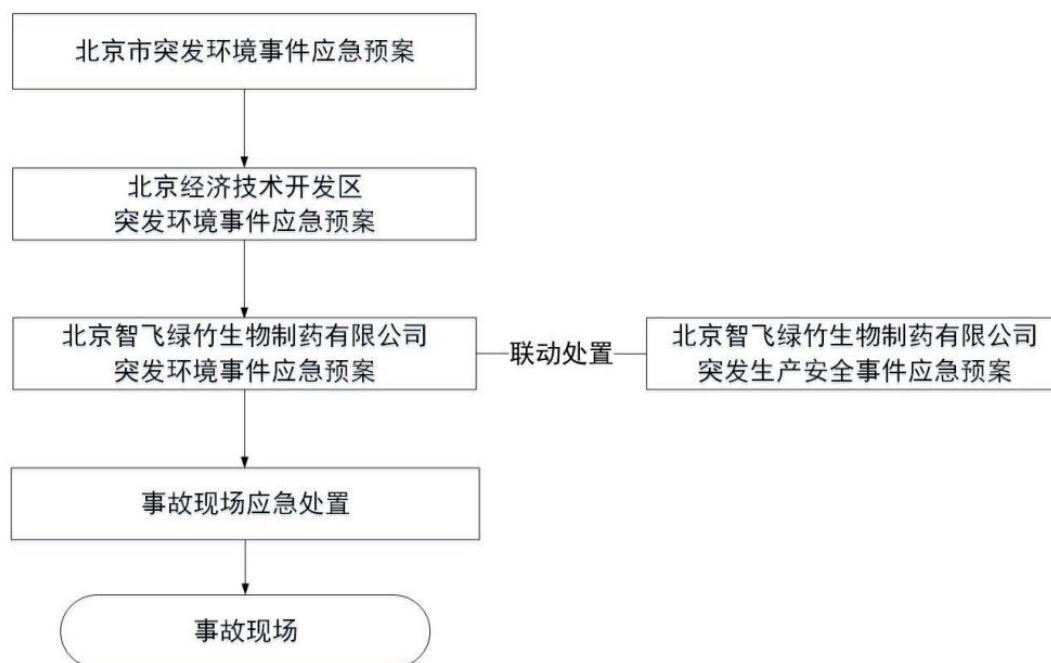 北京市突发环境事件应急预案
北京经济技术开发区
突发环境事件应急预案
北京智飞绿竹生物制药有限公司
突发环境事件应急预案
联动处置
北京智飞绿竹生物制药有限公司
突发生产安全事件应急预案
事故现场应急处置
事故现场